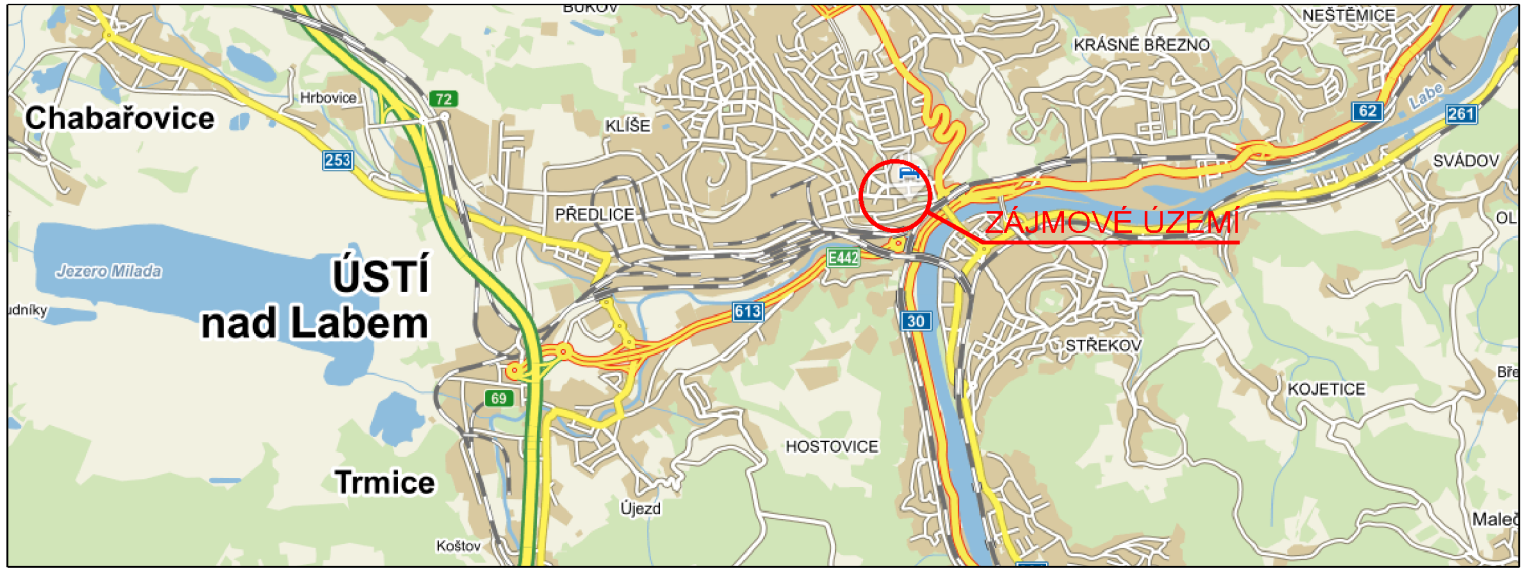 BUKOV
NEŠTĚMICE
KRÁSNÉ BŘEZNO
Hrbovice
72
Chabařovice
KLÍŠE
62
Labe
261
253
SVÁDOV
PŘEDLICE
ZÁJMOVÉ ÚZEMÍ
OL
E442
Jezero Milada
ÚSTÍ
nad Labem
udníky
613
30
STŘEKOV
Bře
69
KOJETICE
HOSTOVICE
Trmice
Újezd
Maleč
Koštov